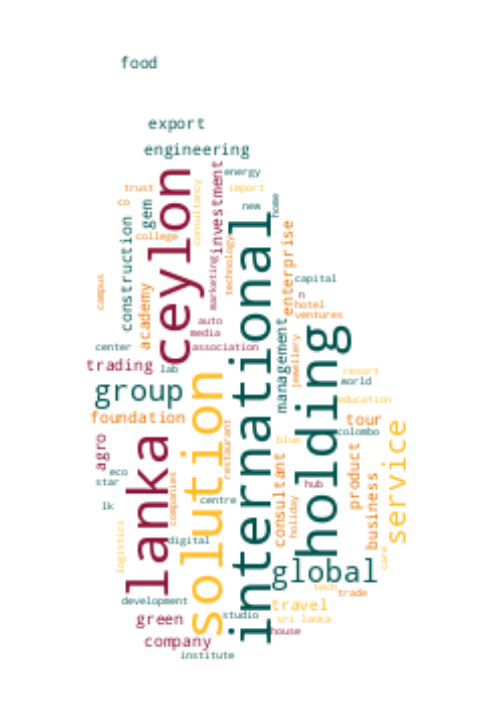 food
export
engineering
energy
trust
import
co
gem
new
home
ceylon
investment
consultancy
college
construction
enterprise
technology
marketing
campus
academy
capital
n
hotel
ventures
auto
media
association
center
lab
international
management
jewellery
holding
trading
group
resort
world
education
foundation
solution
tour
colombo
agro
lanka
restaurant
blue
service
eco
star
companies
consultant
product
business
lk
centre
hub
holiday
logistics
digital
global
care
tech
trade
development
travel
green
studio
sri lanka
company
house
institute